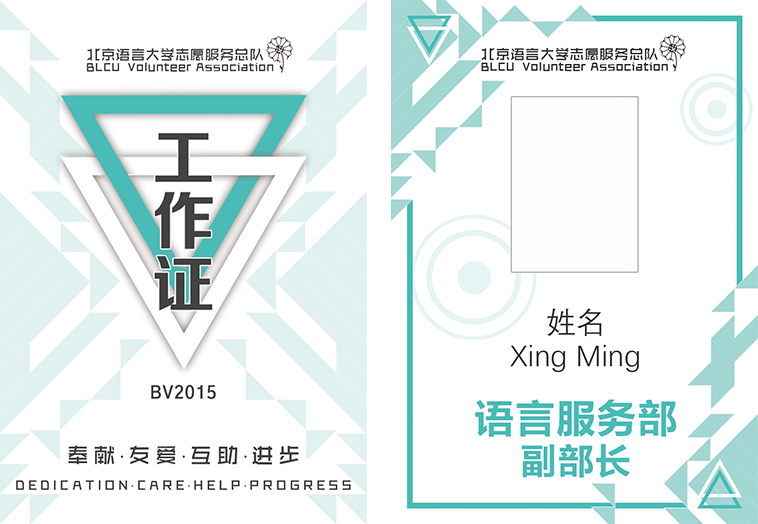 北京语言大学志愿服务总队
BLCU Volunteer Association
工作证
BV2015
奉献·友爱·互助·进步
DEDICATION·CARE·HELP·PROGRESS
北京语言大学志愿服务总队
BLCU Volunteer Association
姓名
Xing Ming
语言服务部
副部长